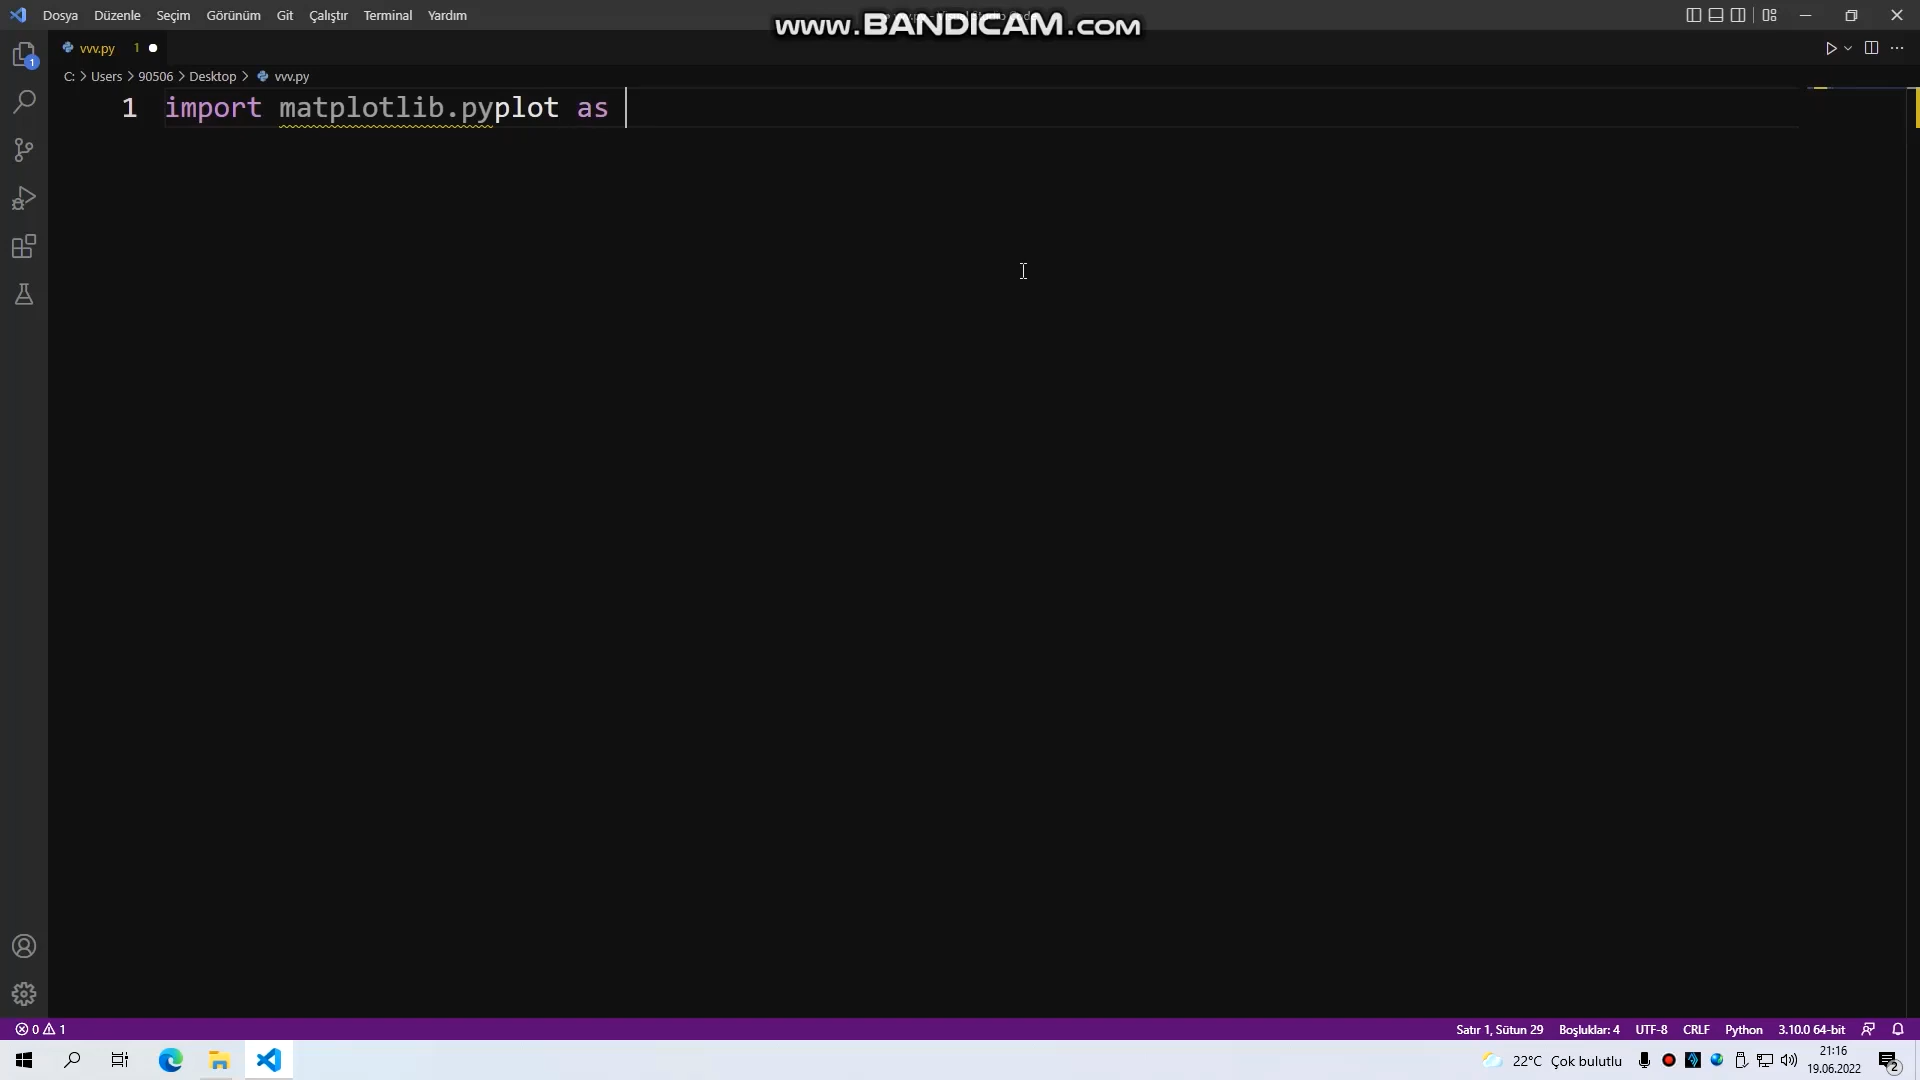 Dosya Düzenle Seçim Görünüm Git Çalıştır Terminal Yardım
www.BANDICAM.com
vvv.py 1
C: > Users > 90506 > Desktop > vvv.py
1 import matplotlib.pyplot as
1
0 1
Satır 1, Sütun 29 Boşluklar: 4 UTF-8 CRLF Python 3.10.0 64-bit
22°C Çok bulutlu
21:16
19.06.2022
2